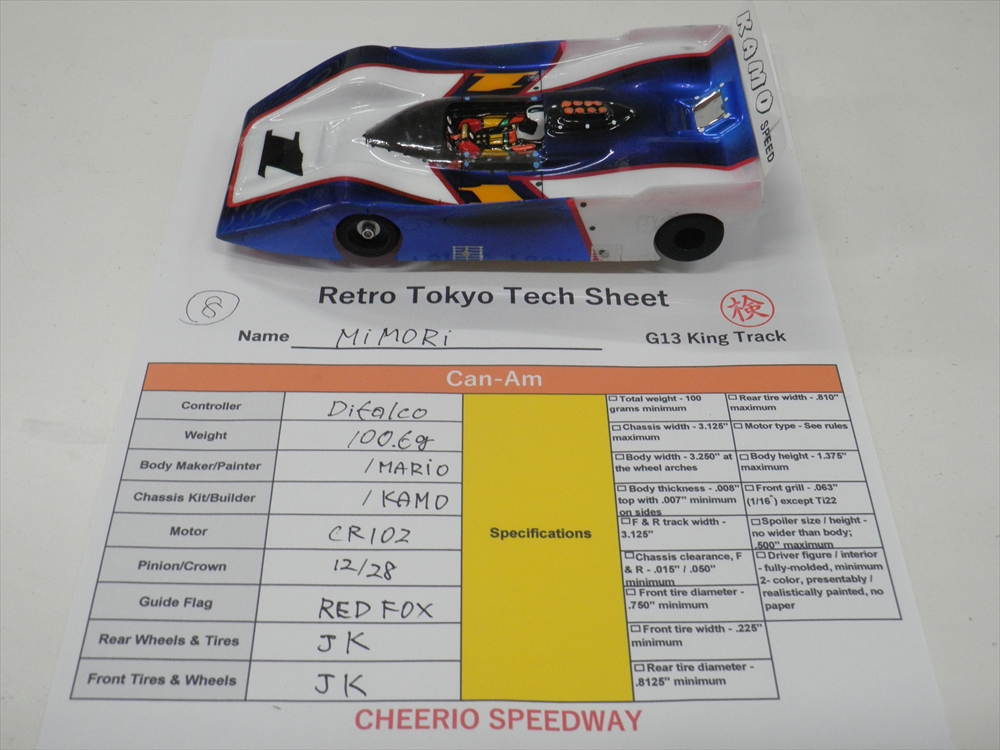 KAMO
SPEED
1
1
1
Retro Tokyo Tech Sheet
8
検
Name MiMORi
G13 King Track
Can-Am
Controller Difalco
Weight 100.6g
Body Maker/Painter / MARIO
Chassis Kit/Builder / KAMO
Motor CR102
Pinion/Crown 12/28
Guide Flag RED FOX
Rear Wheels & Tires JK
Front Tires & Wheels JK
Specifications
Total weight - 100
grams minimum
Rear tire width - .810"
maximum
Chassis width - 3.125"
maximum
Motor type - See rules
Body width - 3.250" at
the wheel arches
Body height - 1.375"
maximum
Body thickness - .008"
top with .007" minimum
on sides
Front grill - .063"
(1/16") except Ti22
F & R track width -
3.125"
Spoiler size / height -
no wider than body;
.500" maximum
Chassis clearance, F
& R - .015" / .050"
minimum
Driver figure / interior
- fully-molded, minimum
2- color, presentably /
realistically painted, no
paper
Front tire diameter -
.750" minimum
Front tire width - .225"
minimum
Rear tire diameter -
.8125" minimum
CHEERIO SPEEDWAY